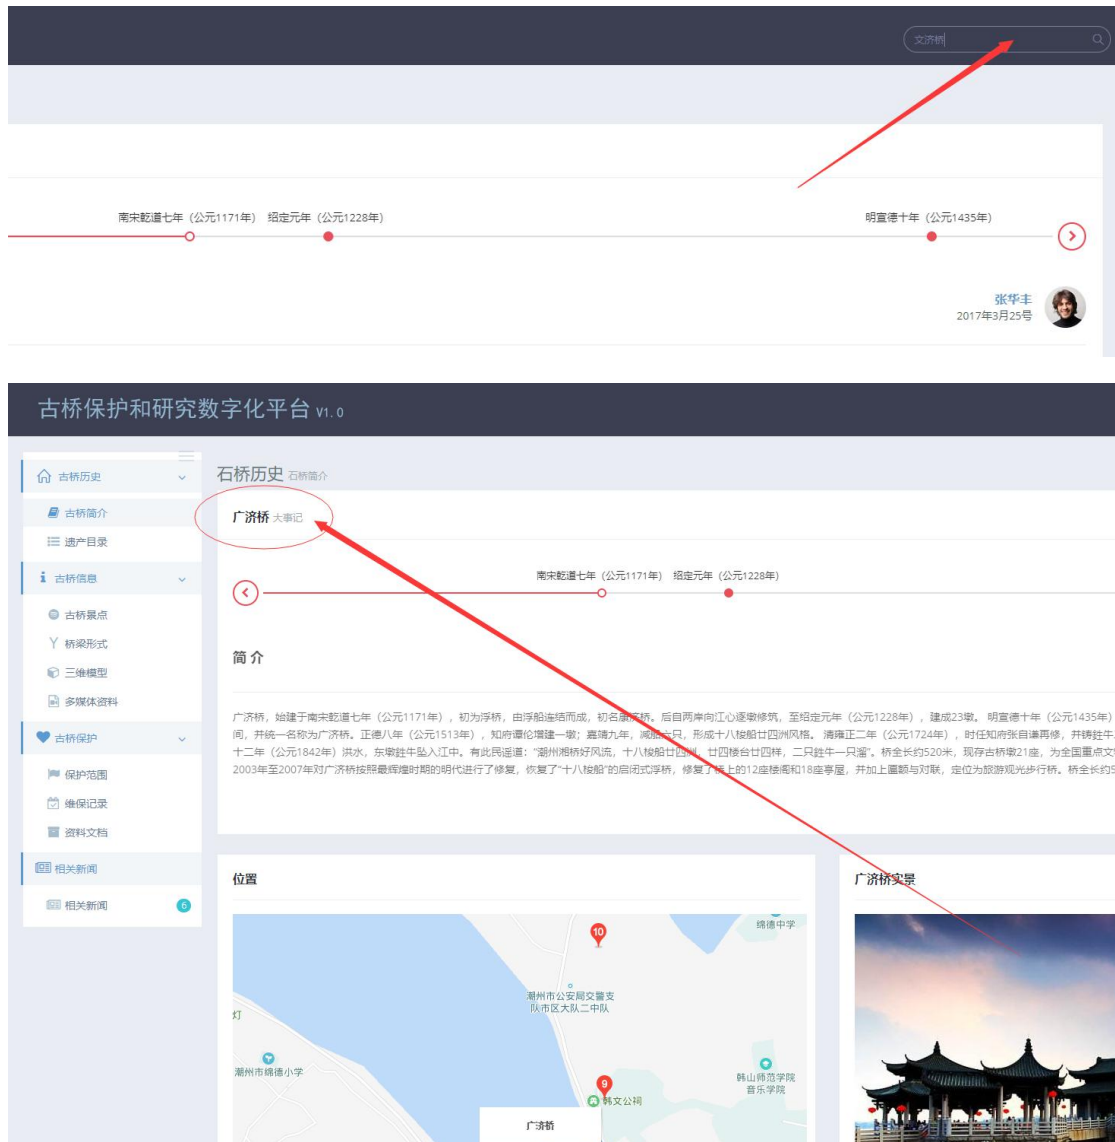 文济桥
南宋乾道七年（公元1171年） 绍定元年（公元1228年）
明宣德十年（公元1435年）
张华丰
2017年3月25号
古桥保护和研究数字化平台 V1.0
古桥历史
古桥简介
遗产目录
古桥信息
古桥景点
桥梁形式
三维模型
多媒体资料
古桥保护
保护范围
维保记录
资料文档
相关新闻
相关新闻 6
石桥历史 石桥简介
广济桥 大事记
南宋乾道七年（公元1171年） 绍定元年（公元1228年）
简 介
广济桥，始建于南宋乾道七年（公元1171年），初为浮桥，由浮船连结而成，初名康济桥。后自两岸向江心逐墩修筑，至绍定元年（公元1228年），建成23墩。 明宣德十年（公元1435年）
间，并统一名称为广济桥。正德八年（公元1513年），知府谭伦增建一墩；嘉靖九年，减船六只，形成十八梭船廿四洲风格。 清雍正二年（公元1724年），时任知府张自谦再修，并铸鉎牛
十二年（公元1842年）洪水，东墩鉎牛坠入江中。有此民谣道：“潮州湘桥好风流，十八梭船廿四洲，廿四楼台廿四样，二只鉎牛一只溜”。桥全长约520米，现存古桥墩21座，为全国重点文
2003年至2007年对广济桥按照最辉煌时期的明代进行了修复，恢复了“十八梭船”的启闭式浮桥，修复了桥上的12座楼阁和18座亭屋，并加上匾额与对联，定位为旅游观光步行桥。桥全长约5
位置
10
绵德中学
潮州市公安局交警支
队市区大队二中队
灯
潮州市绵德小学
韩山师范学院
音乐学院
9
韩文公祠
广济桥
广济桥实景